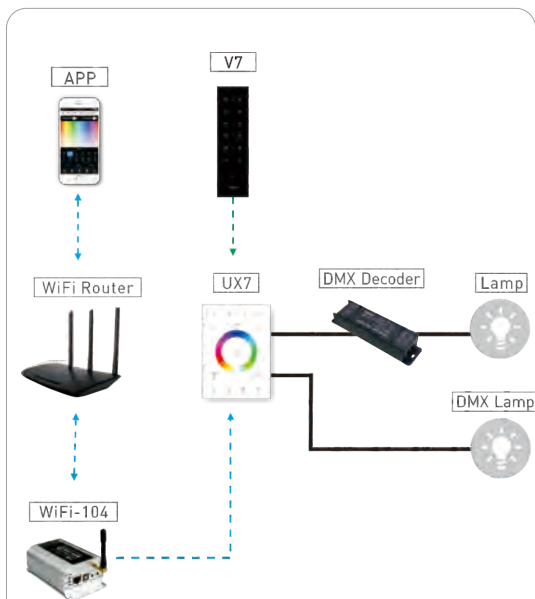 APP
V7
WiFi Router
UX7
DMX Decoder
Lamp
DMX Lamp
WiFi-104